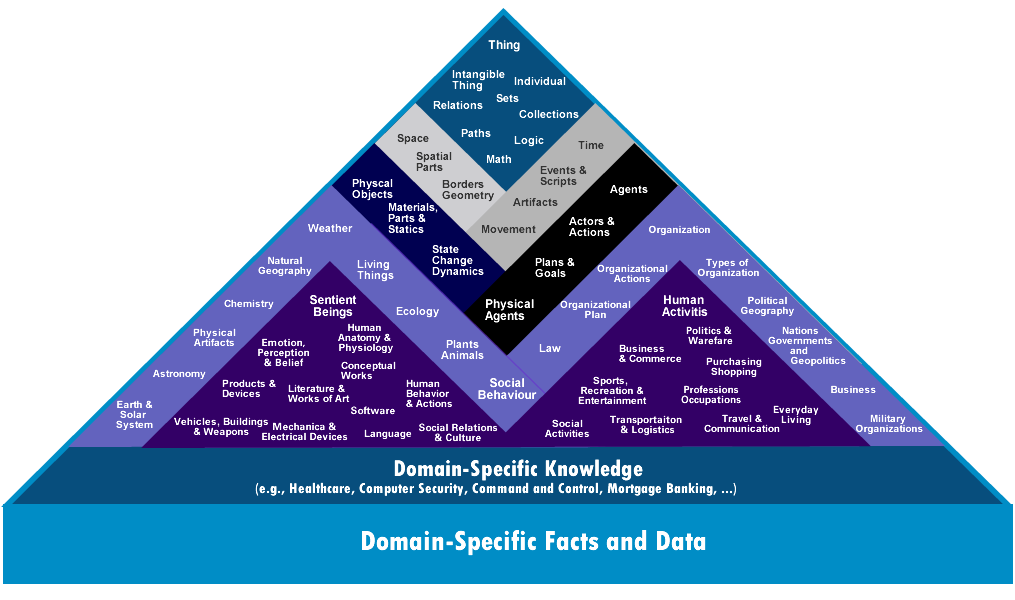 Thing
Intangible
Thing
Individual
Sets
Relations
Collections
Paths
Logic
Math
Space
Spatial
Parts
Borders
Geometry
Time
Events &
Scripts
Artifacts
Movement
Physcal
Objects
Materials,
Parts &
Statics
State
Change
Dynamics
Agents
Actors &
Actions
Plans &
Goals
Physical
Agents
Weather
Natural
Geography
Living
Things
Chemistry
Ecology
Physical
Artifacts
Plants
Animals
Astronomy
Social
Behaviour
Earth &
Solar
System
Organization
Organizational
Actions
Types of
Organization
Organizational
Plan
Political
Geography
Law
Nations
Governments
and
Geopolitics
Business
Military
Organizations
Sentient
Beings
Human
Anatomy &
Physiology
Emotion,
Perception
& Belief
Conceptual
Works
Products &
Devices
Literature &
Works of Art
Human
Behavior
& Actions
Software
Vehicles, Buildings
& Weapons
Mechanica &
Electrical Devices
Language
Social Relations
& Culture
Human
Activitis
Politics &
Warefare
Business
& Commerce
Purchasing
Shopping
Sports,
Recreation &
Entertainment
Professions
Occupations
Everyday
Living
Social
Activities
Transportaiton
& Logistics
Travel &
Communication
Domain-Specific Knowledge
(e.g., Healthcare, Computer Security, Command and Control, Mortgage Banking, ...)
Domain-Specific Facts and Data